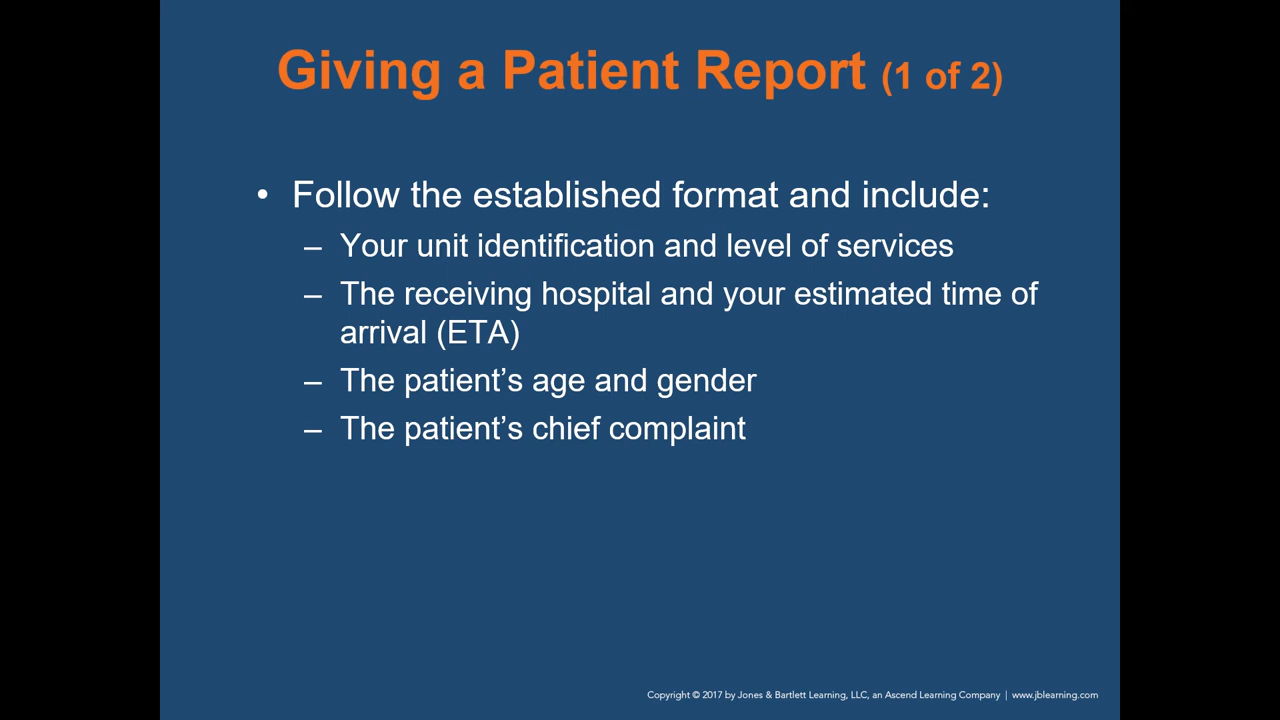 Giving a Patient Report (1 of 2)
• Follow the established format and include:
– Your unit identification and level of services
– The receiving hospital and your estimated time of
arrival (ETA)
– The patient’s age and gender
– The patient’s chief complaint
Copyright © 2017 by Jones & Bartlett Learning, LLC, an Ascend Learning Company | www.jblearning.com